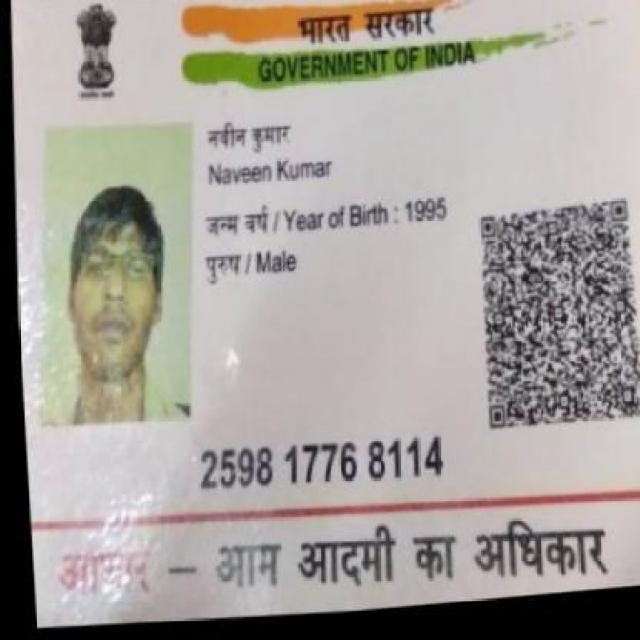 भारत सरकार
GOVERNMENT OF INDIA
नवीन कुमार
Naveen Kumar
जन्म वर्ष / Year of Birth : 1995
पुरुष / Male
2598 1776 8114
आधार – आम आदमी का अधिकार